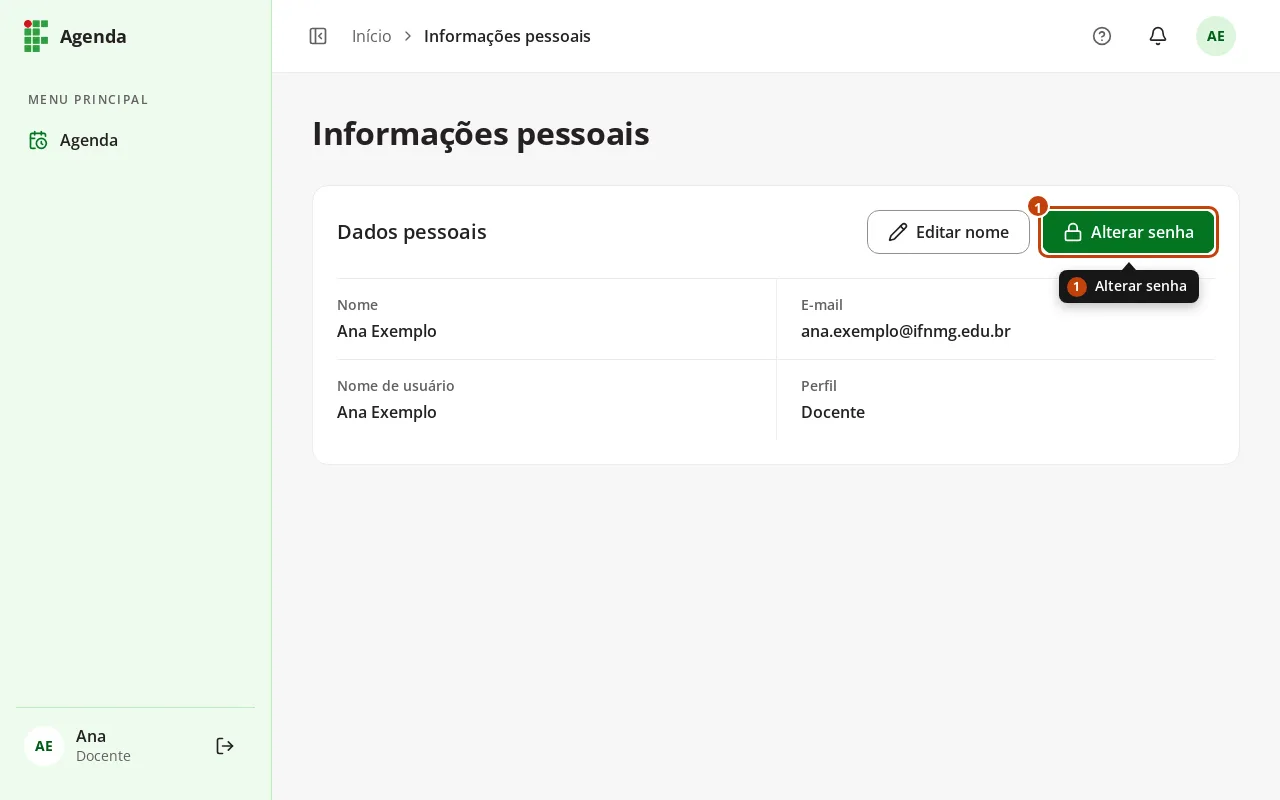 Agenda
Início
Informações pessoais
AE
MENU PRINCIPAL
Agenda
Informações pessoais
Dados pessoais
Editar nome
1
Alterar senha
1 Alterar senha
Nome
Ana Exemplo
E-mail
ana.exemplo@ifnmg.edu.br
Nome de usuário
Ana Exemplo
Perfil
Docente
AE
Ana
Docente